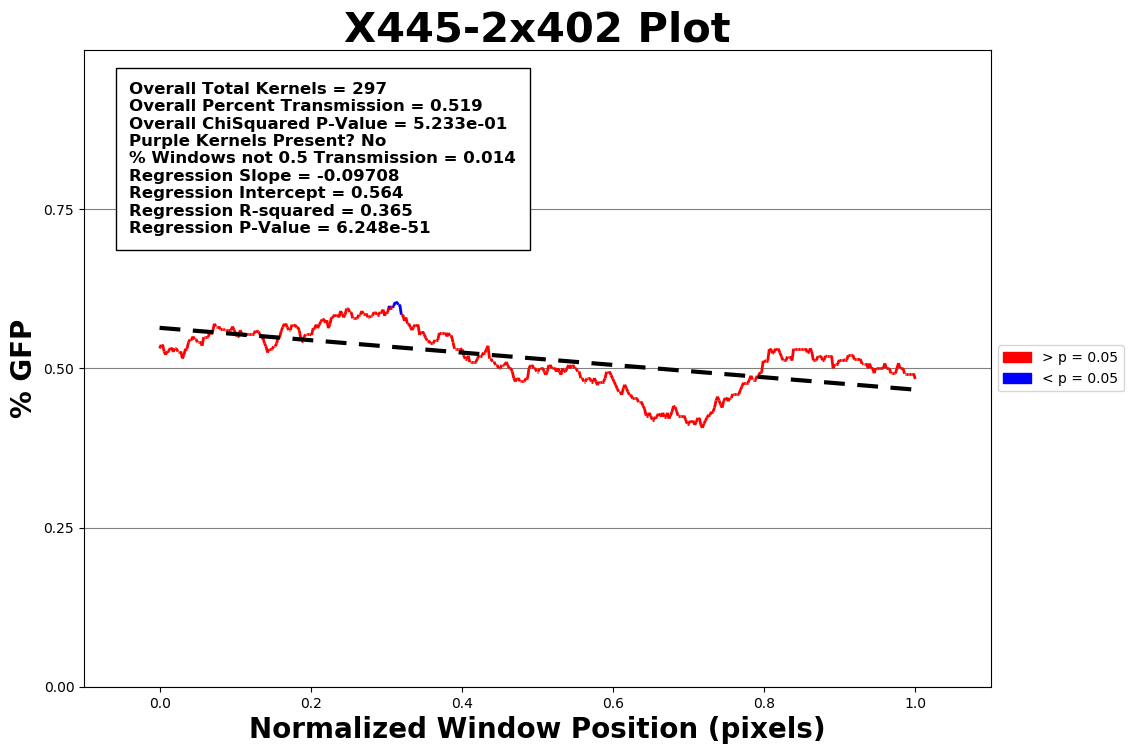 X445-2x402 Plot
Overall Total Kernels = 297
Overall Percent Transmission = 0.519
Overall ChiSquared P-Value = 5.233e-01
Purple Kernels Present? No
% Windows not 0.5 Transmission = 0.014
Regression Slope = -0.09708
Regression Intercept = 0.564
Regression R-squared = 0.365
Regression P-Value = 6.248e-51
0.75
0.50
0.25
0.00
% GFP
> p = 0.05
< p = 0.05
0.0 0.2 0.4 0.6 0.8 1.0
Normalized Window Position (pixels)